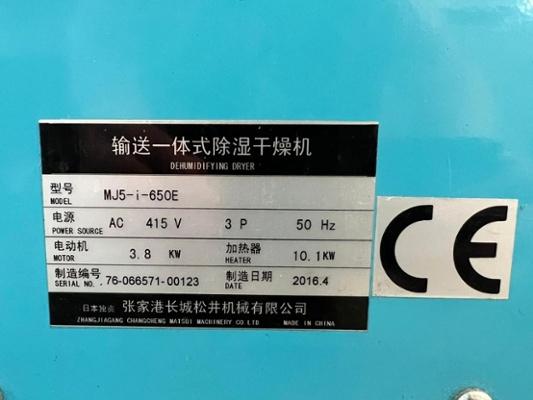 输送一体式除湿干燥机
DEHUMIDIFYING DRYER
型号 MJ5-i-650E
MODEL
电源 AC 415 V 3 P 50 Hz
POWER SOURCE
电动机 3.8 KW 加热器 10.1KW
MOTOR HEATER
制造编号 76-066571-00123 制造日期 2016.4
SERIAL NO. DATE
日本独资 张家港长城松井机械有限公司
ZHANGJIAGANG CHANGCHENG MATSUI MACHINERY CO LTD MADE IN CHINA
CE